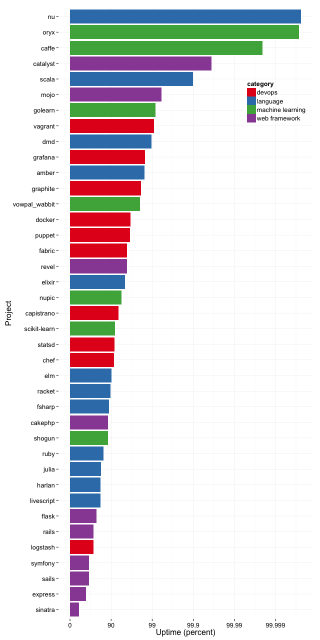 nu
oryx
caffe
catalyst
scala
mojo
golearn
vagrant
dmd
grafana
amber
graphite
vowpal_wabbit
docker
puppet
fabric
revel
elixir
nupic
capistrano
scikit-learn
statsd
chef
elm
racket
fsharp
cakephp
shogun
ruby
julia
harlan
livescript
flask
rails
logstash
symfony
sails
express
sinatra
category
devops
language
machine learning
web framework
Project
0 90 99 99.9 99.99 99.999
Uptime (percent)